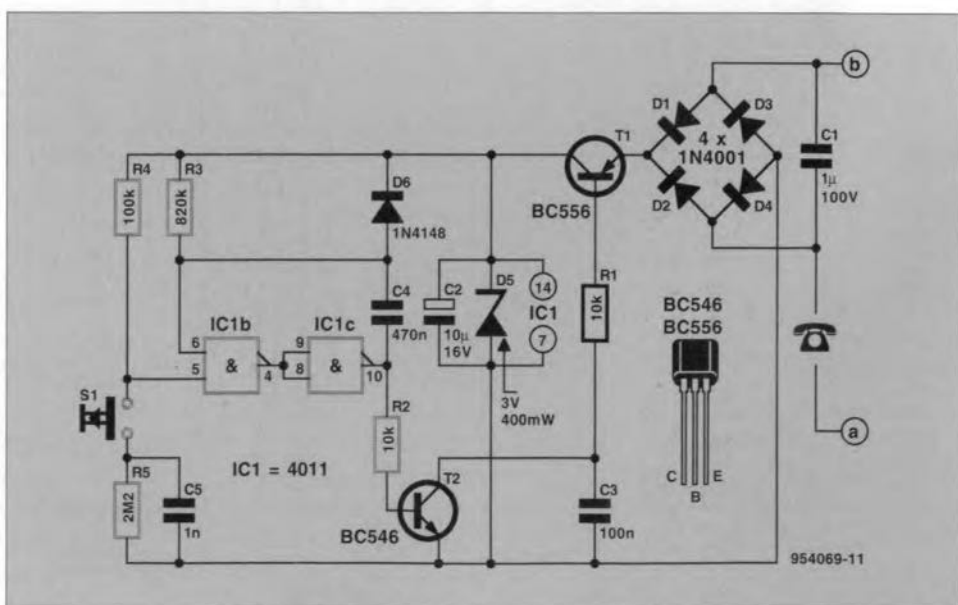 R4
100k
R3
820k
D6
1N4148
T1
BC556
D1
D3
4 x
1N4001
D2
D4
C1
1µ
100V
b
IC1b
IC1c
6
5
&
4
9
8
&
10
C4
470n
C2
10µ
16V
D5
14
IC1
7
3V
400mW
R1
10k
BC546
BC556
C
B
E
a
S1
R5
2M2
C5
1n
IC1 = 4011
R2
10k
T2
BC546
C3
100n
954069-11